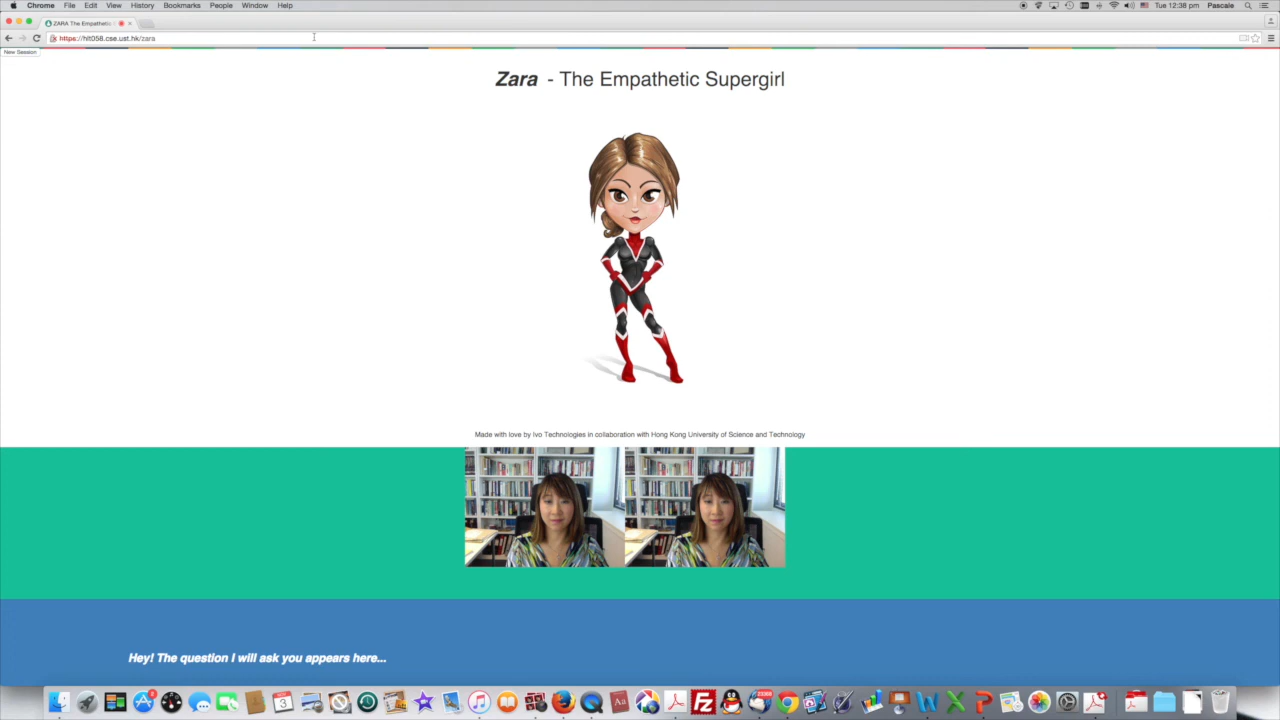 Chrome File Edit View History Bookmarks People Window Help
Tue 12:38 pm Pascale
ZARA The Empathetic
https://hlt058.cse.ust.hk/zara
New Session
Zara - The Empathetic Supergirl
Made with love by Ivo Technologies in collaboration with Hong Kong University of Science and Technology
Hey! The question I will ask you appears here...